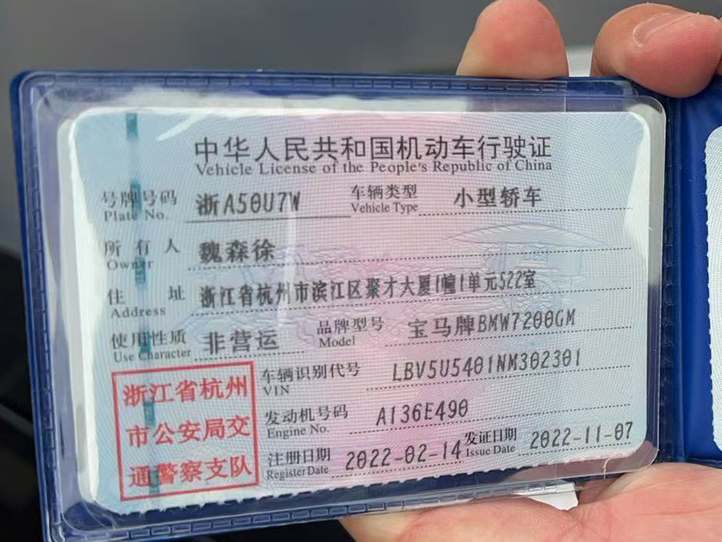 中华人民共和国机动车行驶证
Vehicle License of the People's Republic of China
号牌号码 浙A50U7W 车辆类型 小型轿车
Plate No. Vehicle Type
所有人 魏森徐
Owner
住址 浙江省杭州市滨江区聚才大厦1幢1单元522室
Address
使用性质 非营运 品牌型号 宝马牌BMW7200GM
Use Character Model
浙江省杭州
市公安局交
通警察支队
车辆识别代号 LBV5U5401NM302301
VIN
发动机号码 A136E490
Engine No.
注册日期 2022-02-14 发证日期 2022-11-07
Register Date Issue Date